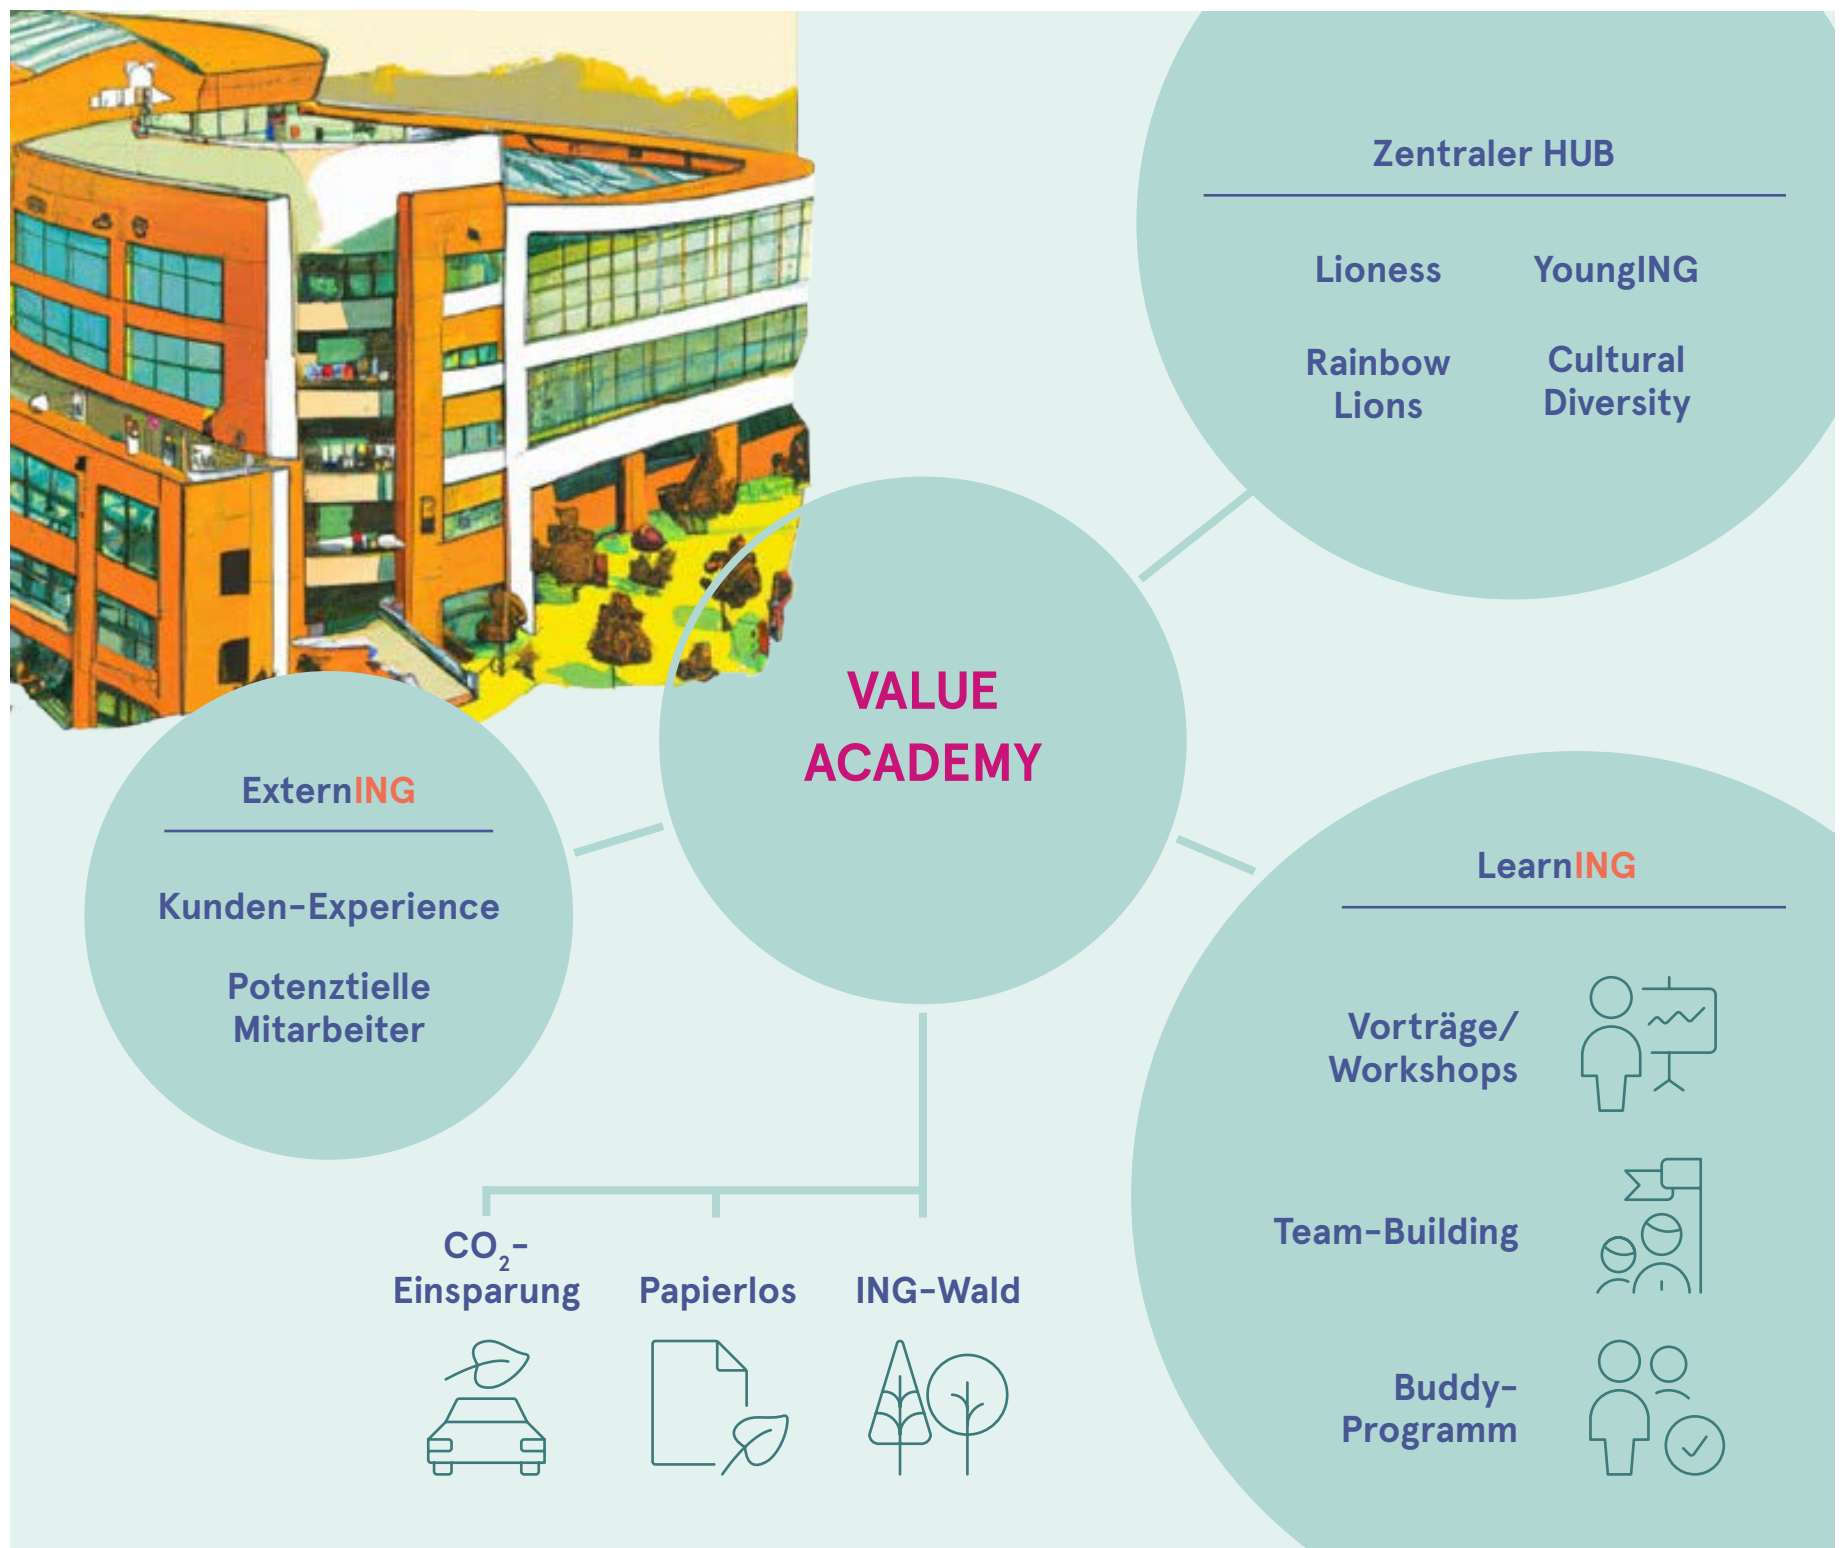 Zentraler HUB
Lioness
YoungING
Rainbow
Lions
Cultural
Diversity
VALUE
ACADEMY
ExternING
Kunden-Experience
Potenztielle
Mitarbeiter
LearnING
Vorträge/
Workshops
Team-Building
Buddy-
Programm
CO₂-
Einsparung
Papierlos
ING-Wald